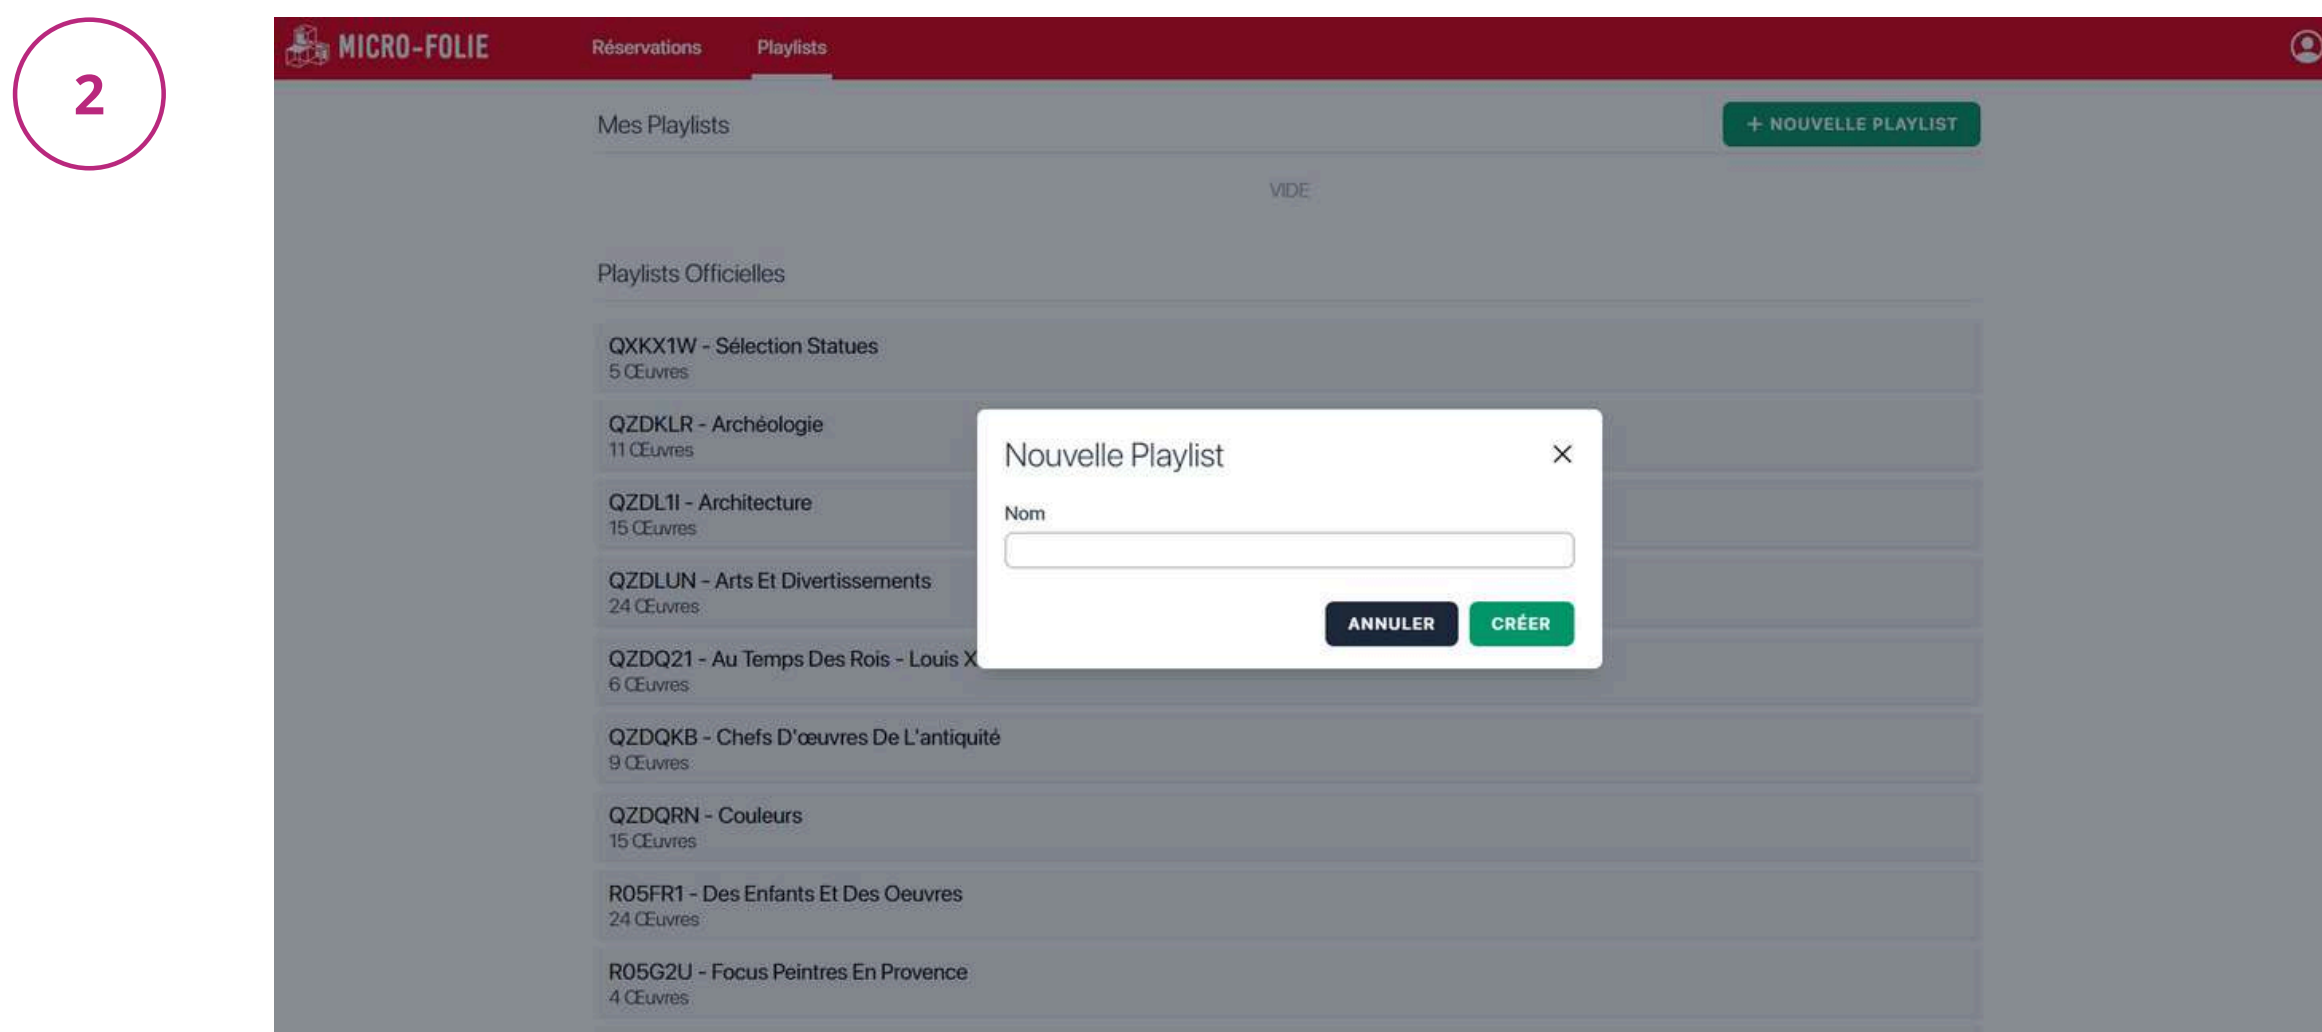 2
MICRO-FOLIE
Réservations
Playlists
Mes Playlists
+ NOUVELLE PLAYLIST
VIDE
Playlists Officielles
QXKX1W - Sélection Statues
5 Œuvres
QZDKLR - Archéologie
11 Œuvres
QZDL1I - Architecture
15 Œuvres
QZDLUN - Arts Et Divertissements
24 Œuvres
QZDQ21 - Au Temps Des Rois - Louis X
6 Œuvres
QZDQKB - Chefs D'œuvres De L'antiquité
9 Œuvres
QZDQRN - Couleurs
15 Œuvres
R05FR1 - Des Enfants Et Des Oeuvres
24 Œuvres
R05G2U - Focus Peintres En Provence
4 Œuvres
Nouvelle Playlist
Nom
ANNULER
CRÉER